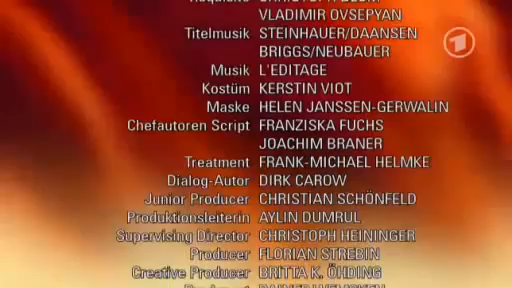 VLADIMIR OVSEPYAN
Titelmusik STEINHAUER/DAANSEN
BRIGGS/NEUBAUER
Musik L'EDITAGE
Kostüm KERSTIN VIOT
Maske HELEN JANSSEN-GERWALIN
Chefautoren Script FRANZISKA FUCHS
JOACHIM BRANER
Treatment FRANK-MICHAEL HELMKE
Dialog-Autor DIRK CAROW
Junior Producer CHRISTIAN SCHÖNFELD
Produktionsleiterin AYLIN DUMRUL
Supervising Director CHRISTOPH HEININGER
Producer FLORIAN STREBIN
Creative Producer BRITTA K. ÖHDING
1